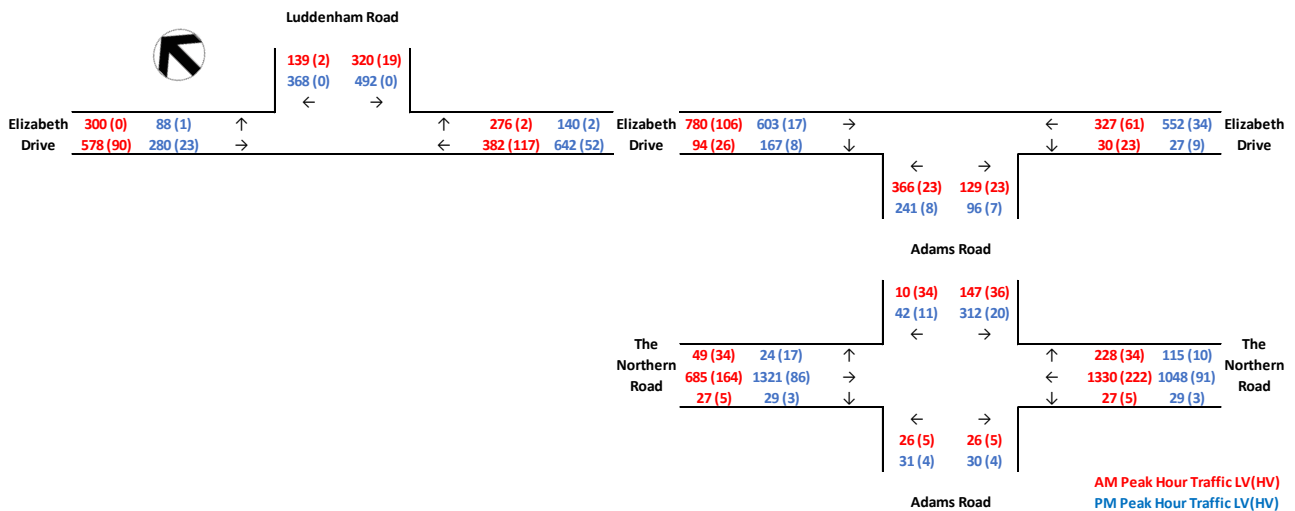 Luddenham Road
139 (2) 320 (19)
368 (0) 492 (0)
← →
Elizabeth 300 (0) 88 (1) ↑ ↑ 276 (2) 140 (2) Elizabeth 780 (106) 603 (17) → ← 327 (61) 552 (34) Elizabeth
Drive 578 (90) 280 (23) → ← 382 (117) 642 (52) Drive 94 (26) 167 (8) ↓ ↓ 30 (23) 27 (9) Drive
← →
366 (23) 129 (23)
241 (8) 96 (7)
Adams Road
10 (34) 147 (36)
42 (11) 312 (20)
← →
The Northern Road
49 (34) 24 (17) ↑ ↑ 228 (34) 115 (10)
685 (164) 1321 (86) → ← 1330 (222) 1048 (91)
27 (5) 29 (3) ↓ ↓ 27 (5) 29 (3)
The Northern Road
← →
26 (5) 26 (5)
31 (4) 30 (4)
Adams Road
AM Peak Hour Traffic LV(HV)
PM Peak Hour Traffic LV(HV)